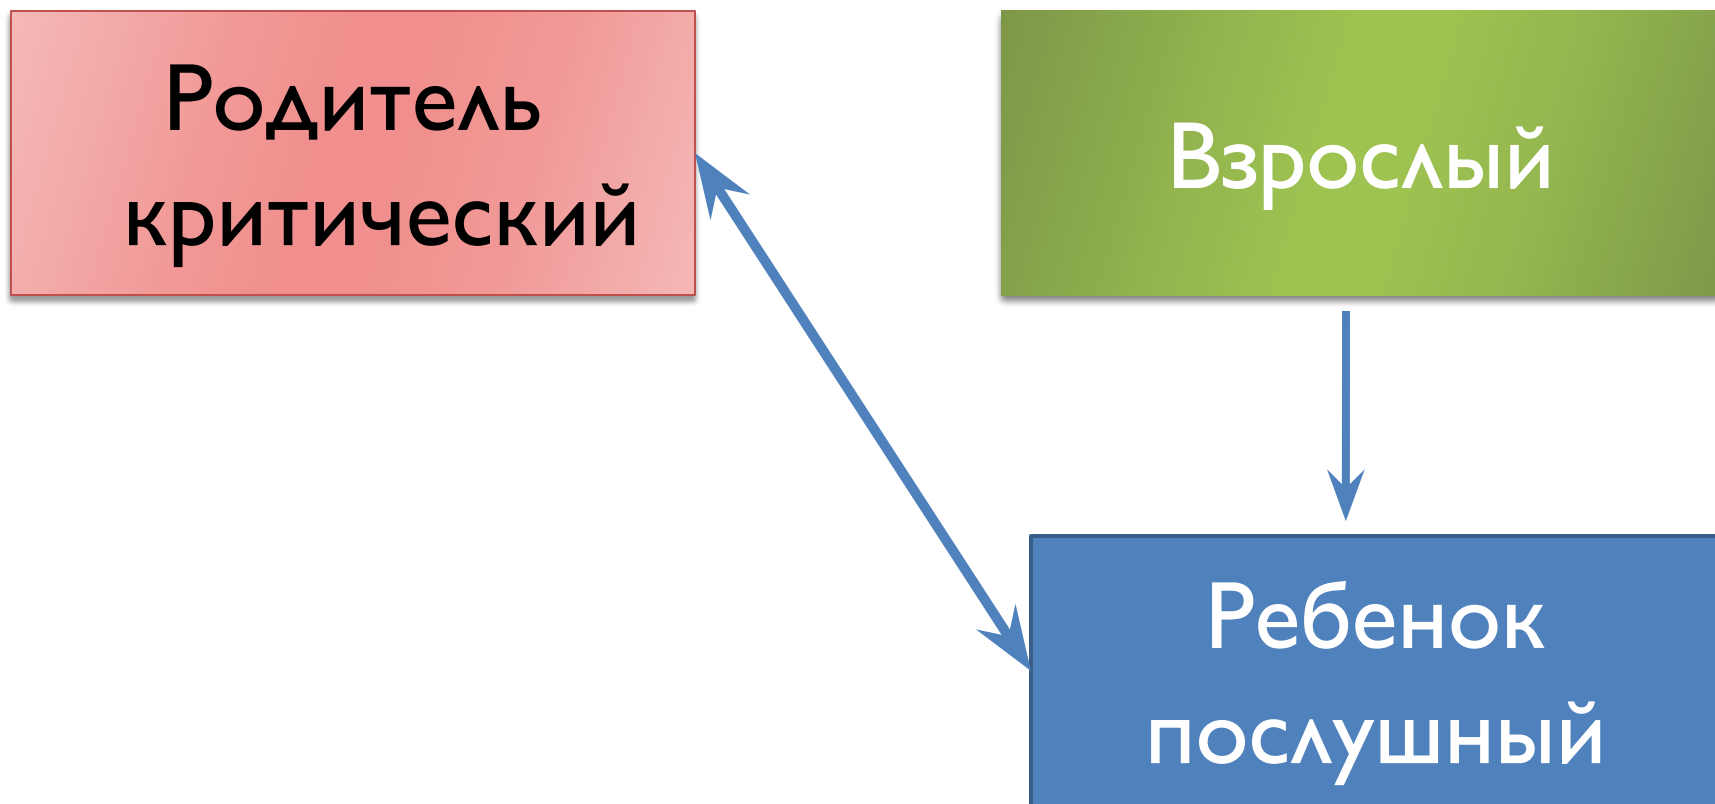 Родитель
критический
Взрослый
Ребенок
послушный